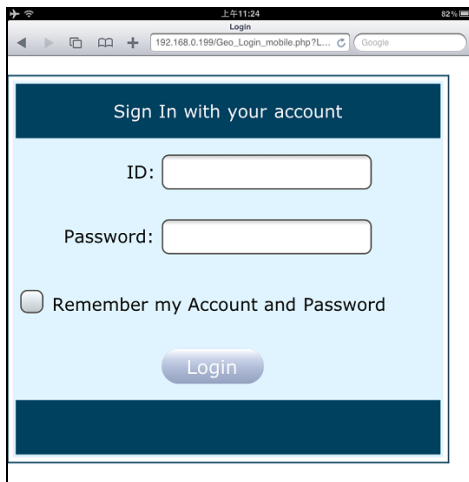 上午11:24
82%
Login
192.168.0.199/Geo_Login_mobile.php?L...
Google
Sign In with your account
ID:
Password:
Remember my Account and Password
Login